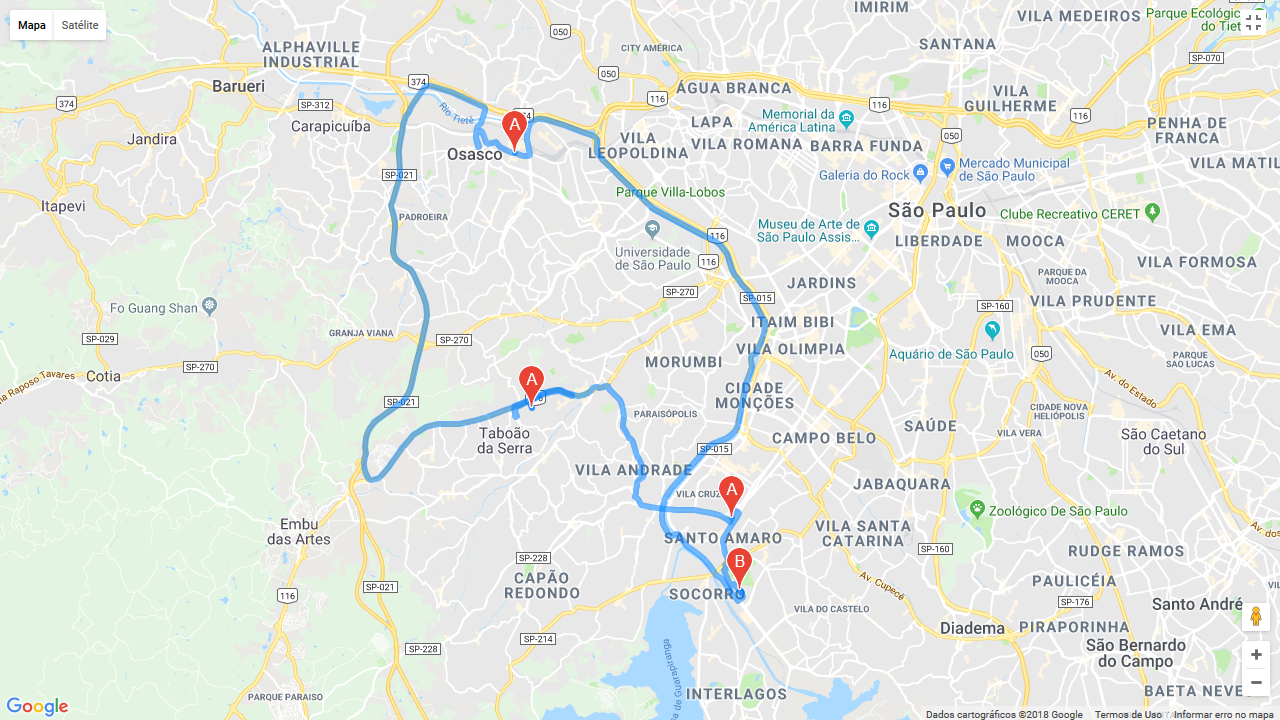 Mapa
Satélite
IMIRIM
VILA MEDEIROS
Parque Ecológico
do Tietê
050
CITY AMÉRICA
SANTANA
ALPHAVILLE
INDUSTRIAL
SP-070
Barueri
374
050
ÁGUA BRANCA
VILA
GUILHERME
374
SP-312
116
116
116
Rio Tietê
Carapicuíba
A
LAPA
Memorial da
América Latina
PENHA DE
FRANCA
Jandira
Osasco
VILA
LEOPOLDINA
VILA ROMANA
BARRA FUNDA
050
SP-021
Galeria do Rock
Mercado Municipal
de São Paulo
VILA MATIL
Itapevi
Parque Villa-Lobos
PADROEIRA
São Paulo
Clube Recreativo CERET
116
Museu de Arte de
São Paulo Assis...
LIBERDADE
MOOCA
Universidade
de São Paulo
116
VILA FORMOSA
JARDINS
PARQUE DA
MOOCA
SP-270
SP-015
Fo Guang Shan
SP-160
VILA PRUDENTE
GRANJA VIANA
ITAIM BIBI
VILA EMA
SP-029
SP-270
VILA OLIMPIA
Aquário de São Paulo
050
MORUMBI
PARQUE
SAO LUCAS
Raposo Tavares
Cotia
SP-270
A
CIDADE
MONÇÕES
Av. do Estado
SP-021
PARAISÓPOLIS
CIDADE NOVA
HELIÓPOLIS
Taboão
da Serra
SAÚDE
VILA VERA
São Caetano
do Sul
CAMPO BELO
SP-015
VILA ANDRADE
JABAQUARA
A
VILA CRUZ
Zoológico De São Paulo
Embu
das Artes
SANTO AMARO
VILA SANTA
CATARINA
SP-160
RUDGE RAMOS
SP-228
B
CAPÃO
REDONDO
Av. Cupecê
PAULICÉIA
SP-021
116
SOCORRO
VILA DO CASTELO
SP-176
Santo André
Diadema
PIRAPORINHA
SP-214
SP-228
São Bernardo
do Campo
PARQUE PARAISO
INTERLAGOS
BAETA NEVE
Google
Dados cartográficos ©2018 Google
Termos de Uso
Informar erro no mapa